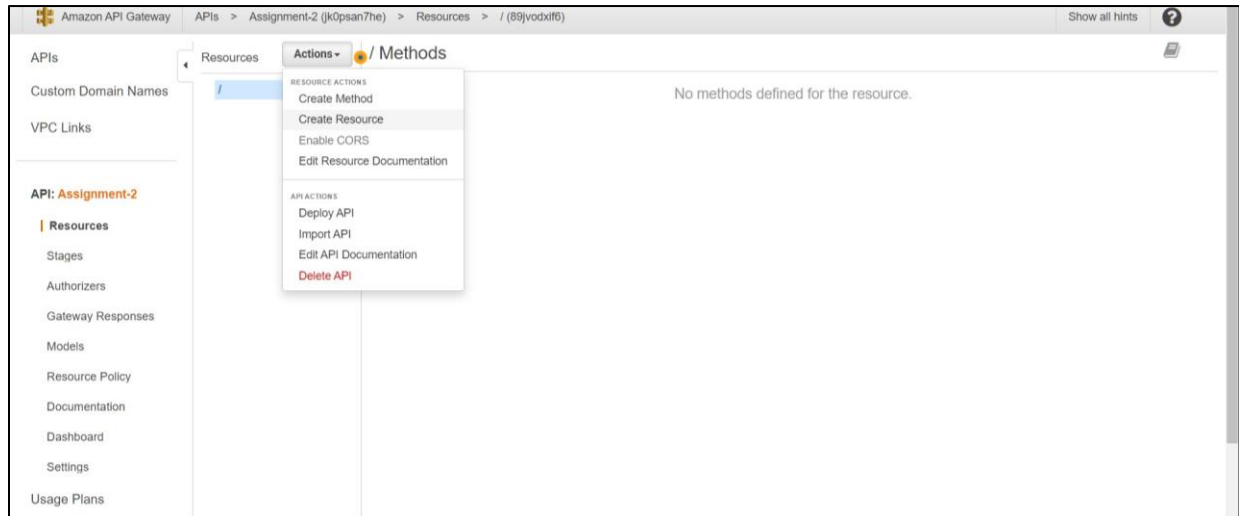 Amazon API Gateway APIs > Assignment-2 (jk0psan7he) > Resources > / (89jvodxif6) Show all hints ?
APIs
Custom Domain Names
VPC Links
API: Assignment-2
Resources
Stages
Authorizers
Gateway Responses
Models
Resource Policy
Documentation
Dashboard
Settings
Usage Plans
Resources Actions / Methods
/
RESOURCE ACTIONS
Create Method
Create Resource
Enable CORS
Edit Resource Documentation
API ACTIONS
Deploy API
Import API
Edit API Documentation
Delete API
No methods defined for the resource.